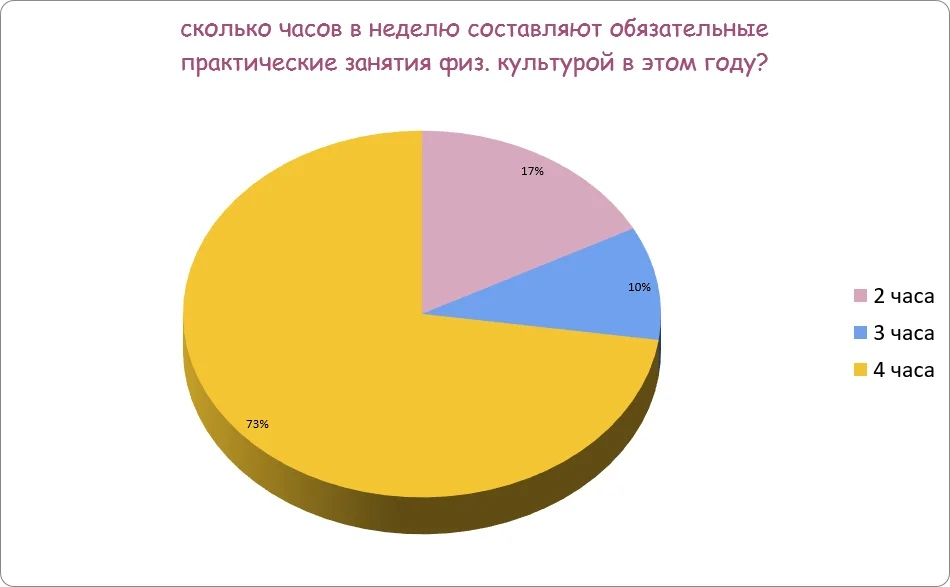 сколько часов в неделю составляют обязательные
практические занятия физ. культурой в этом году?
17%
10%
73%
2 часа
3 часа
4 часа